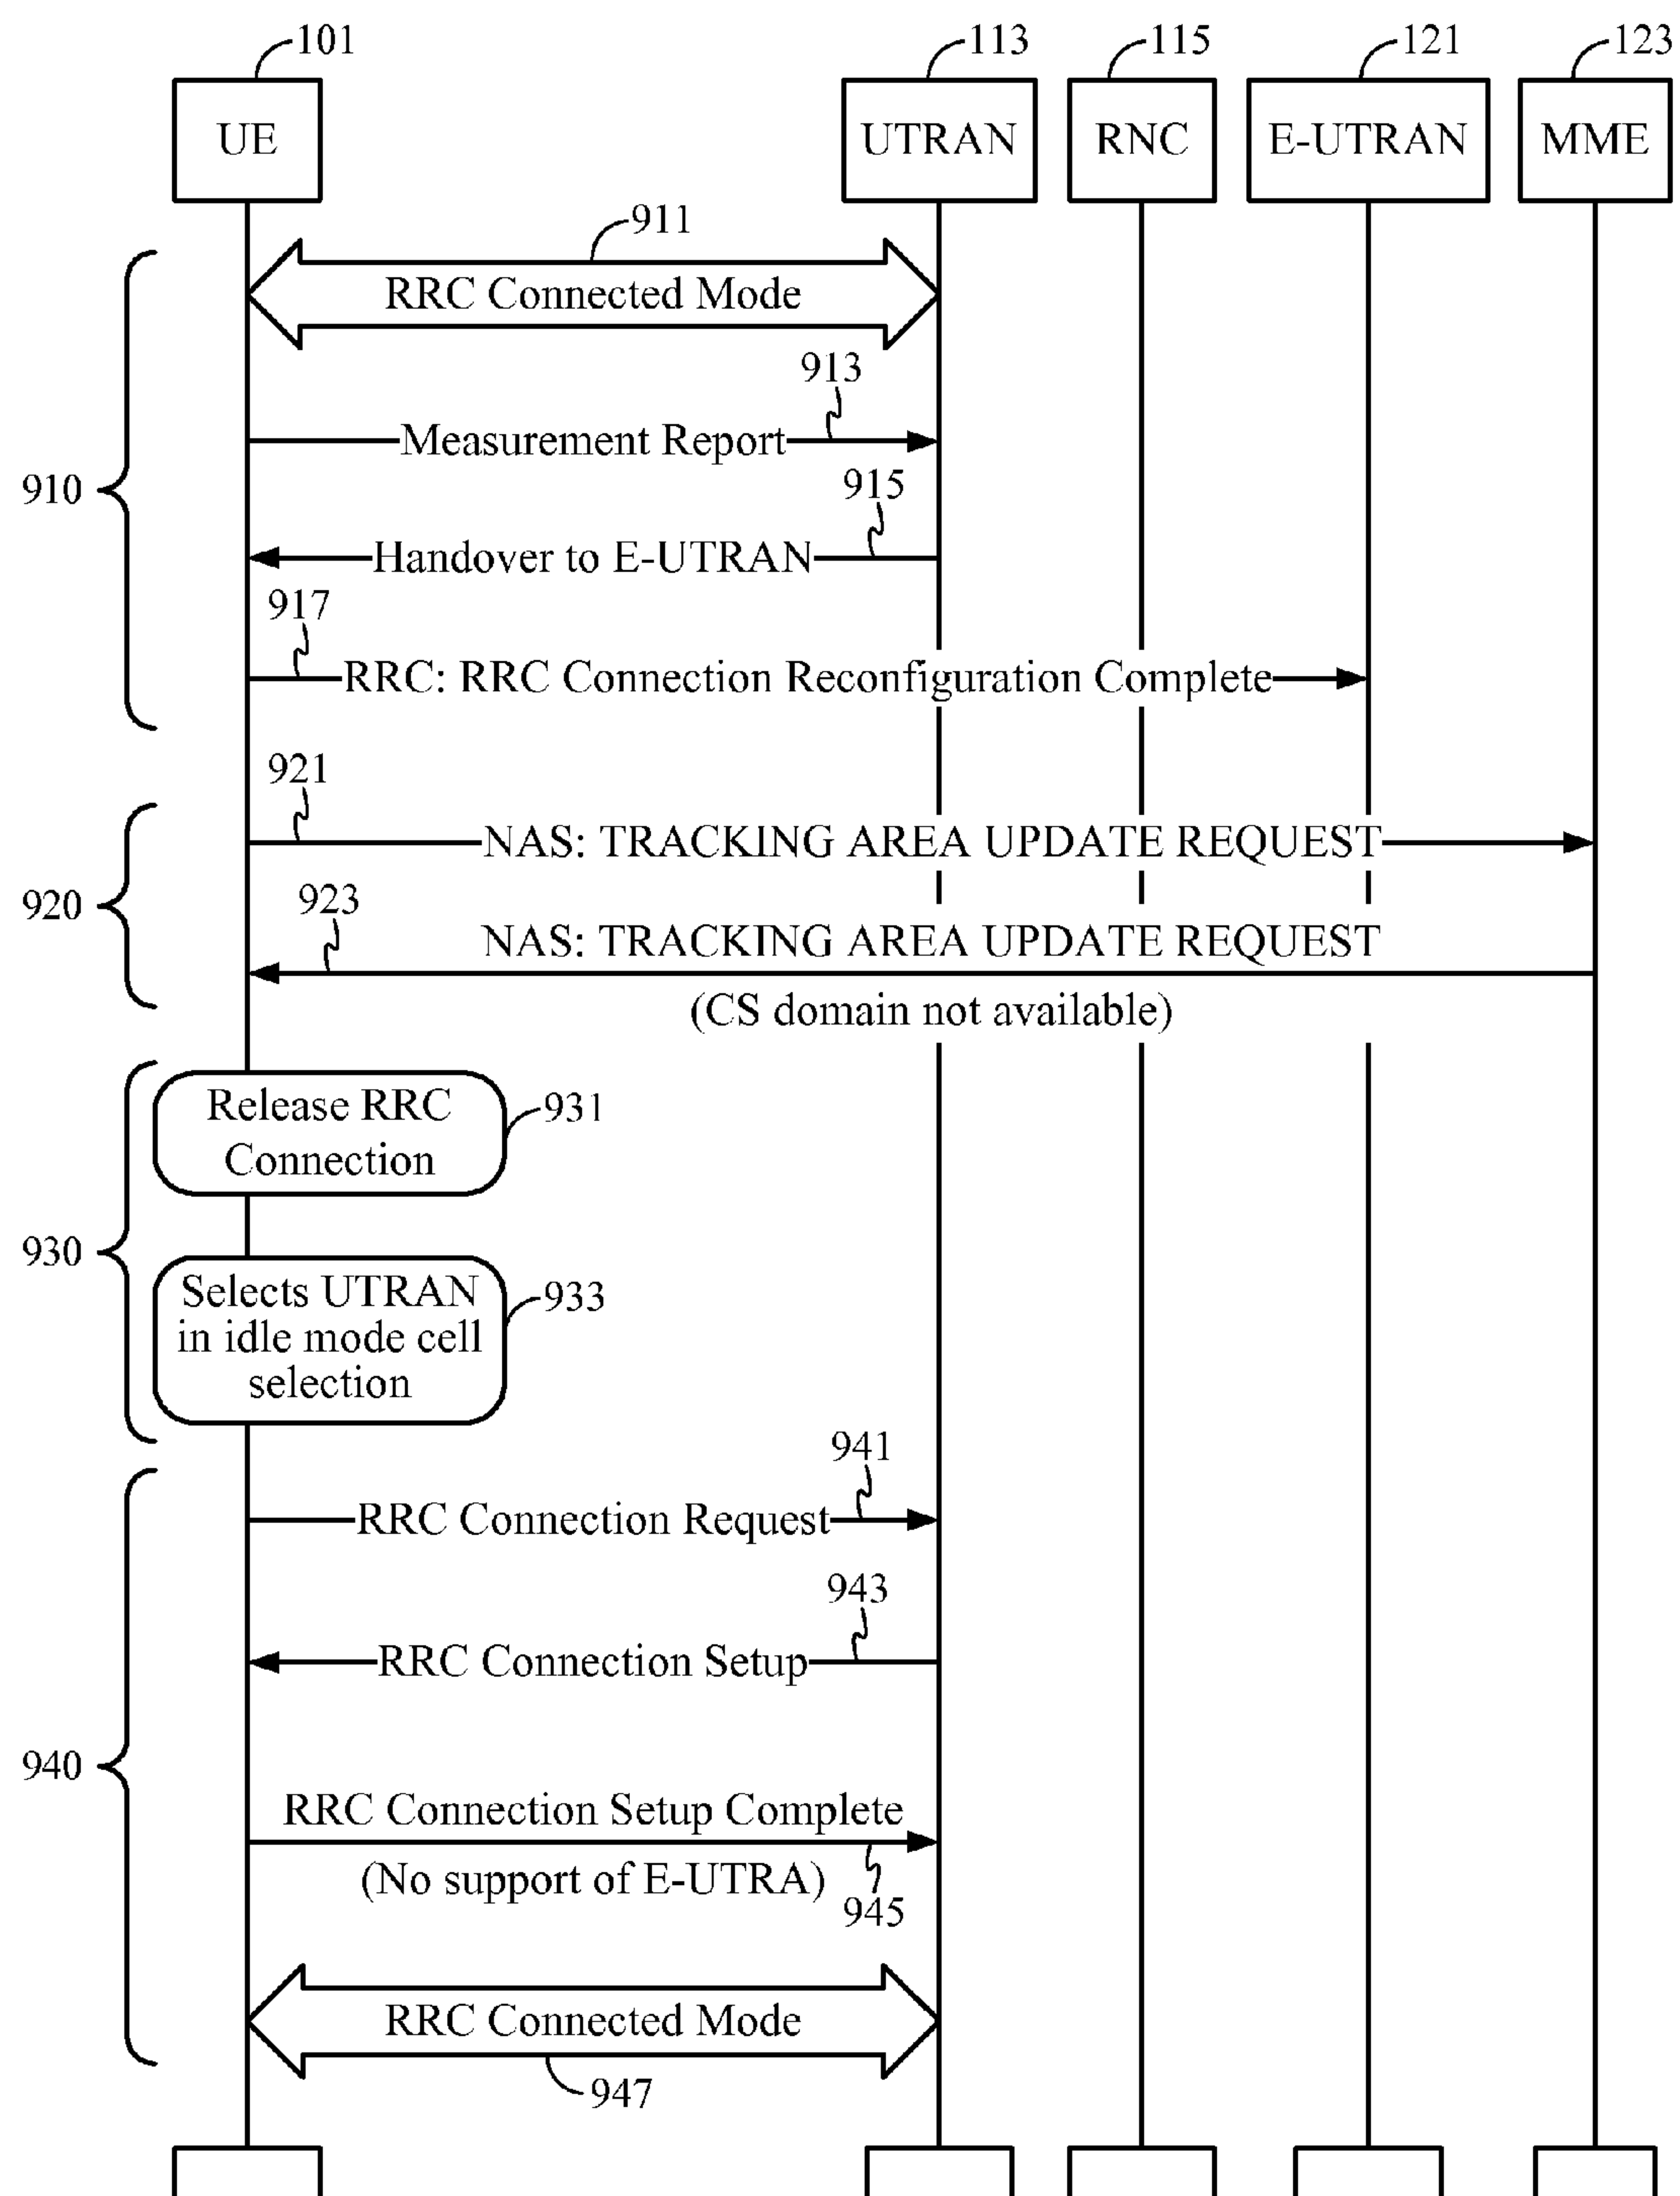 101
113
115
121
123
UE
UTRAN
RNC
E-UTRAN
MME
911
RRC Connected Mode
913
Measurement Report
910
915
Handover to E-UTRAN
917
RRC: RRC Connection Reconfiguration Complete
921
NAS: TRACKING AREA UPDATE REQUEST
920
923
NAS: TRACKING AREA UPDATE REQUEST
(CS domain not available)
Release RRC
Connection
931
930
Selects UTRAN
in idle mode cell
selection
933
941
RRC Connection Request
943
RRC Connection Setup
940
RRC Connection Setup Complete
(No support of E-UTRA)
945
RRC Connected Mode
947